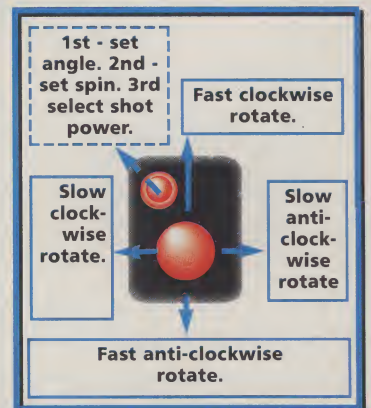 1st - set
angle. 2nd -
set spin. 3rd
select shot
power.
Fast clockwise
rotate.
Slow
clock-
wise
rotate.
Slow
anti-
clock-
wise
rotate
Fast anti-clockwise
rotate.